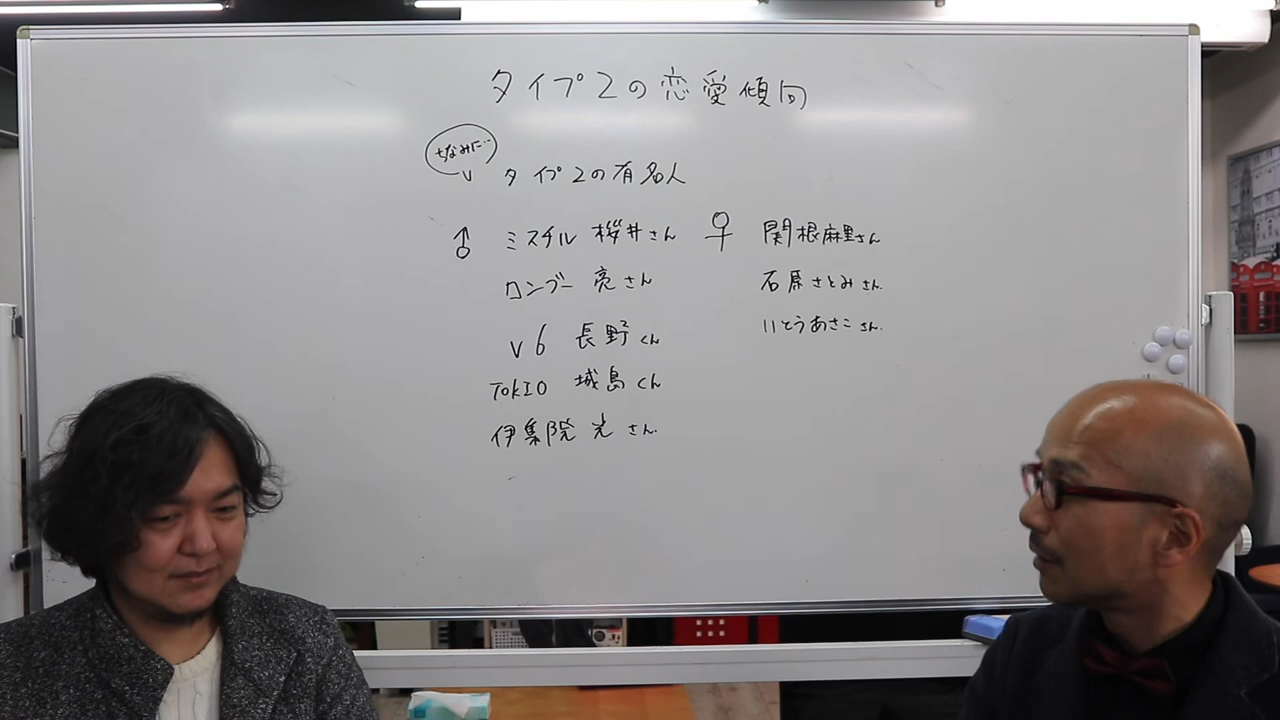 タイプ2の恋愛傾向
ちなみに…
タイプ2の有名人
♂ ミスチル 桜井さん
ロンブー 亮さん
V6 長野くん
TOKIO 城島くん
伊集院 光 さん
♀ 関根麻里さん
石原さとみさん
いとうあさこさん